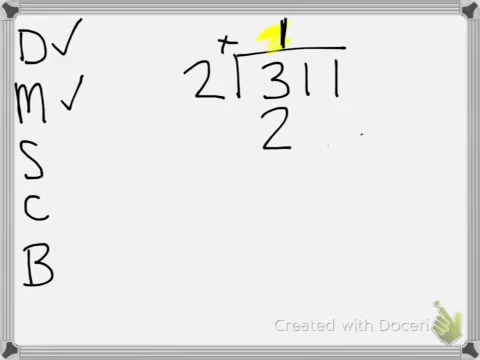 D✓
M✓
S
C
B
× 1
2)311
2
Created with Doceri